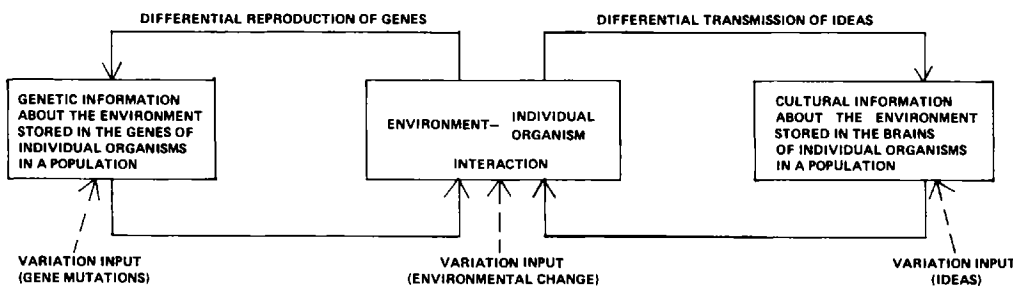 DIFFERENTIAL REPRODUCTION OF GENES
DIFFERENTIAL TRANSMISSION OF IDEAS
GENETIC INFORMATION
ABOUT THE ENVIRONMENT
STORED IN THE GENES OF
INDIVIDUAL ORGANISMS
IN A POPULATION
ENVIRONMENT– INDIVIDUAL
ORGANISM
INTERACTION
CULTURAL INFORMATION
ABOUT THE ENVIRONMENT
STORED IN THE BRAINS
OF INDIVIDUAL ORGANISMS
IN A POPULATION
VARIATION INPUT
(GENE MUTATIONS)
VARIATION INPUT
(ENVIRONMENTAL CHANGE)
VARIATION INPUT
(IDEAS)